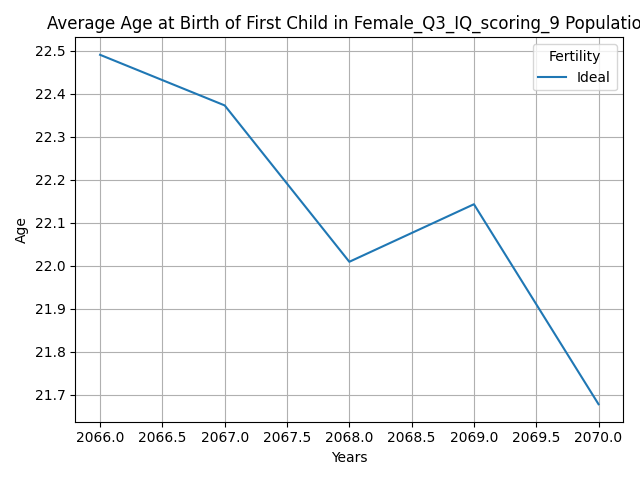 Average Age at Birth of First Child in Female_Q3_IQ_scoring_9 Populatio
Fertility
Ideal
22.5
22.4
22.3
22.2
22.1
22.0
21.9
21.8
21.7
Age
2066.0 2066.5 2067.0 2067.5 2068.0 2068.5 2069.0 2069.5 2070.0
Years